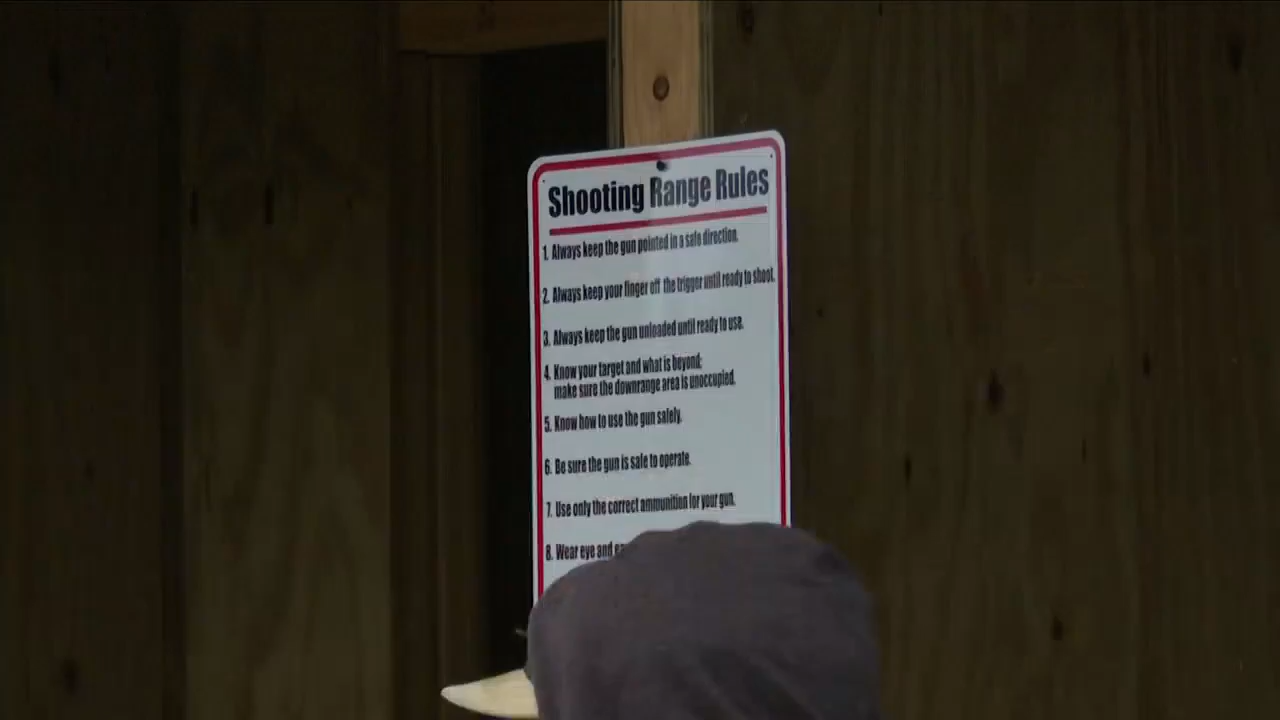 Shooting Range Rules
1. Always keep the gun pointed in a safe direction.
2. Always keep your finger off the trigger until ready to shoot.
3. Always keep the gun unloaded until ready to use.
4. Know your target and what is beyond;
make sure the downrange area is unoccupied.
5. Know how to use the gun safely.
6. Be sure the gun is safe to operate.
7. Use only the correct ammunition for your gun.
8. Wear eye and